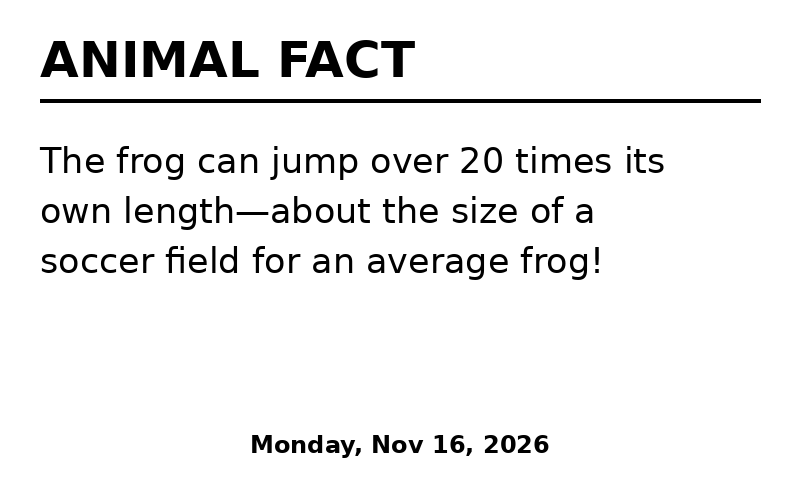 ANIMAL FACT
The frog can jump over 20 times its
own length—about the size of a
soccer field for an average frog!
Monday, Nov 16, 2026